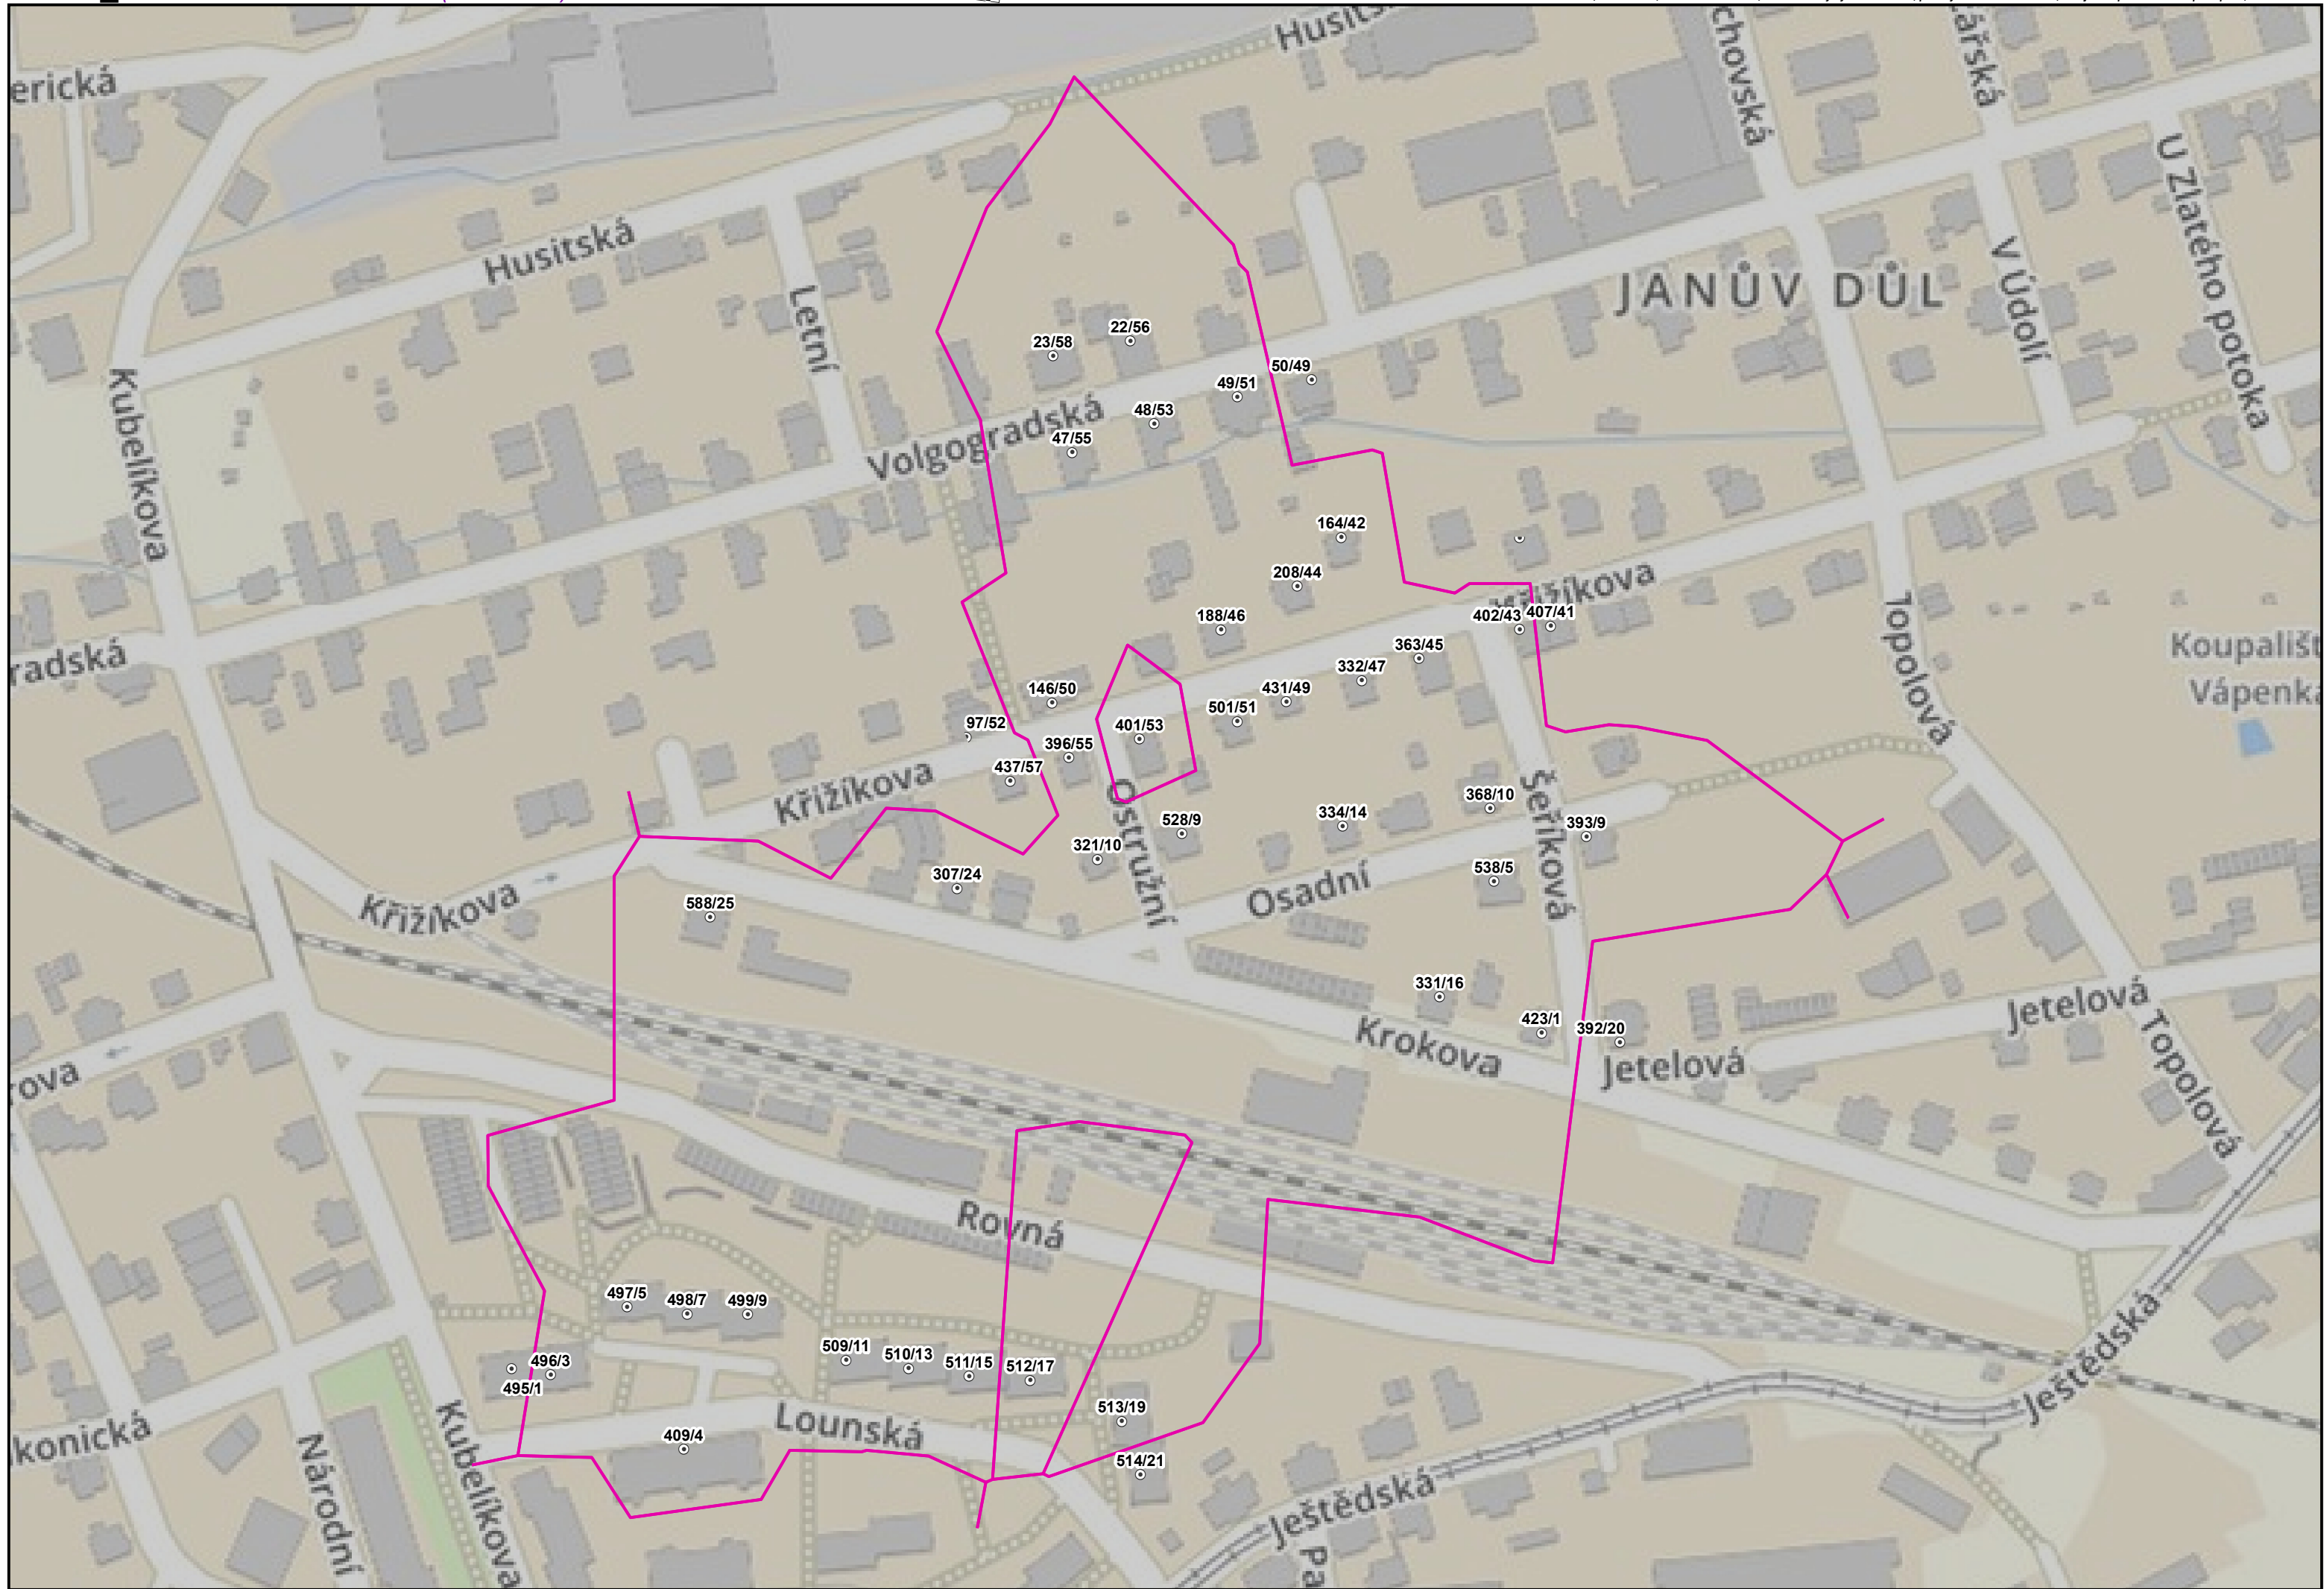 Husits
erická
chovská
ářská
U Zlatého potoka
Husitská
V Údolí
JANŮV DŮL
Letní
22/56
23/58
50/49
Kubelíkova
49/51
48/53
Volgogradská
47/55
164/42
208/44
Křižíkova
402/43
407/41
188/46
Topolová
363/45
Koupališt
radská
332/47
146/50
431/49
Vápenka
501/51
97/52
401/53
396/55
437/57
Křižíkova
Ostružní
368/10
Šeříková
334/14
393/9
528/9
321/10
538/5
307/24
Osadní
588/25
Křižíkova
331/16
Jetelová
423/1
392/20
Krokova
Jetelová
rova
Topolová
Rovná
497/5
498/7
499/9
509/11
510/13
496/3
511/15
512/17
495/1
Ještědská
513/19
Lounská
409/4
konická
514/21
Kubelíkova
Národní
Ještědská
Pa